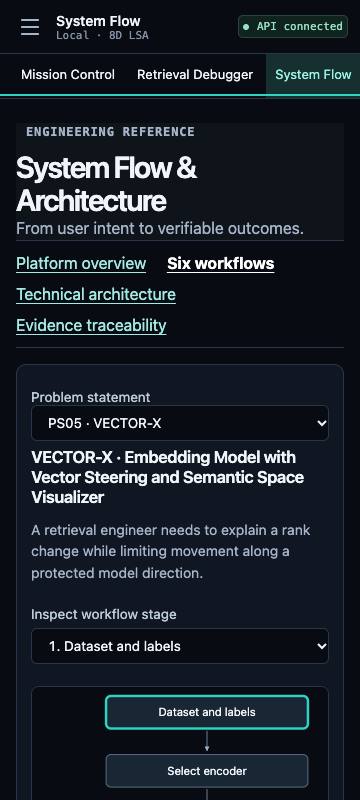 System Flow
Local · 8D LSA
API connected
Mission Control
Retrieval Debugger
System Flow
ENGINEERING REFERENCE
System Flow &
Architecture
From user intent to verifiable outcomes.
Platform overview
Six workflows
Technical architecture
Evidence traceability
Problem statement
PS05 · VECTOR-X
VECTOR-X · Embedding Model with
Vector Steering and Semantic Space
Visualizer
A retrieval engineer needs to explain a rank
change while limiting movement along a
protected model direction.
Inspect workflow stage
1. Dataset and labels
Dataset and labels
Select encoder